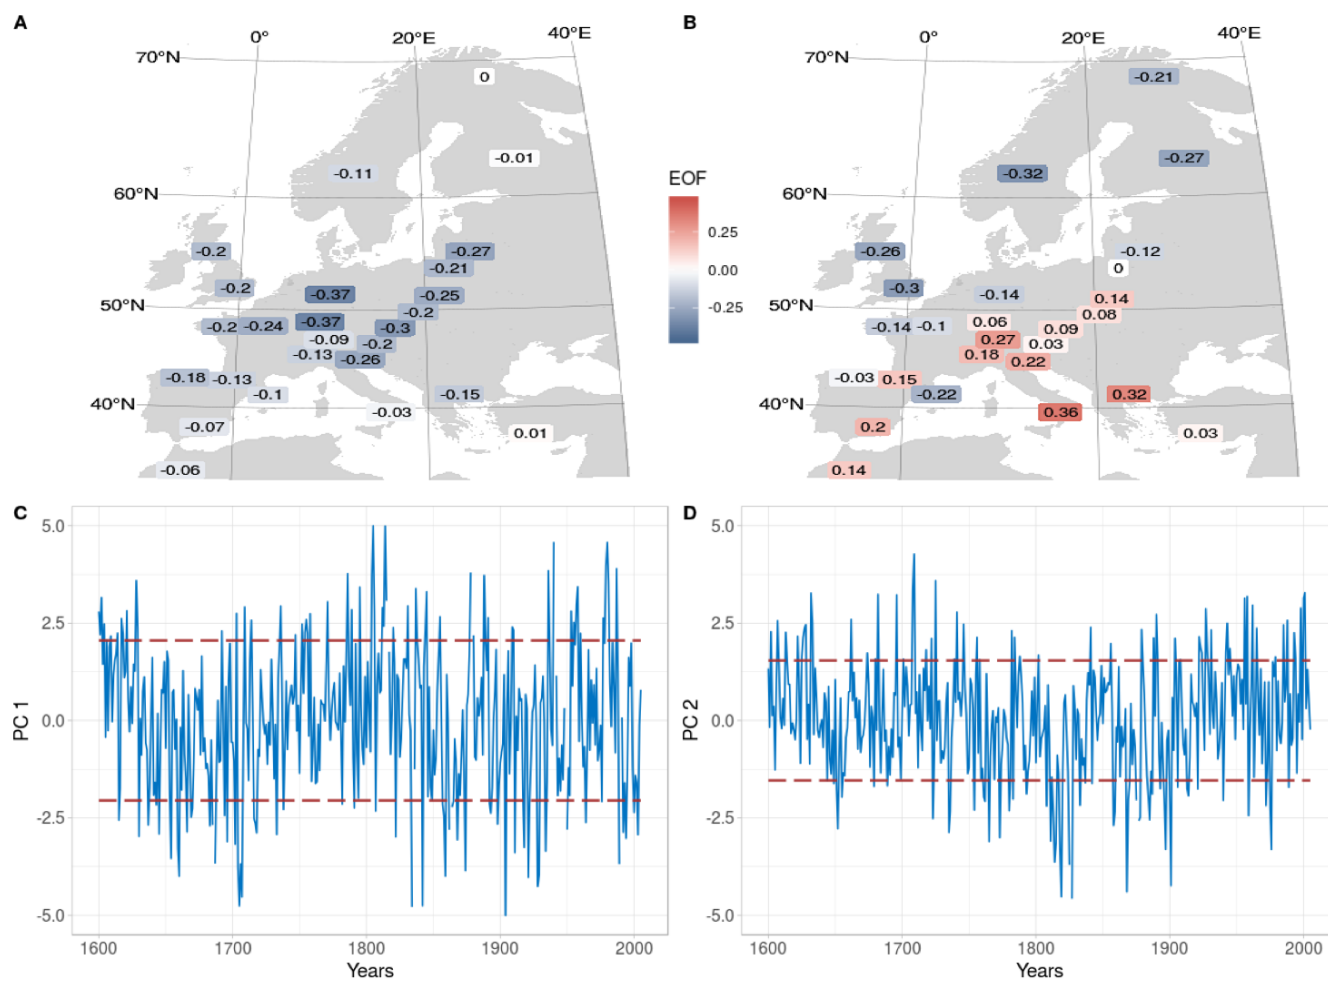 A
B
0° 20°E 40°E
0° 20°E 40°E
70°N
70°N
0
-0.21
-0.01
-0.27
-0.11
-0.32
EOF
60°N
60°N
0.25
0.00
-0.25
-0.2
-0.27
-0.26
-0.12
-0.21
0
-0.2
-0.37
-0.25
-0.3
-0.14
0.14
50°N
50°N
-0.2
0.08
-0.2 -0.24 -0.37 -0.3
-0.14 -0.1 0.06 0.09
-0.09 -0.2
0.27 0.03
-0.13 -0.26
0.18 0.22
-0.18 -0.13
-0.03 0.15
-0.1 -0.15
-0.22 0.32
40°N
40°N
-0.03
0.36
-0.07 0.01
0.2 0.03
-0.06
0.14
C
D
5.0
2.5
0.0
-2.5
-5.0
PC 1
1600 1700 1800 1900 2000
Years
5.0
2.5
0.0
-2.5
-5.0
PC 2
1600 1700 1800 1900 2000
Years